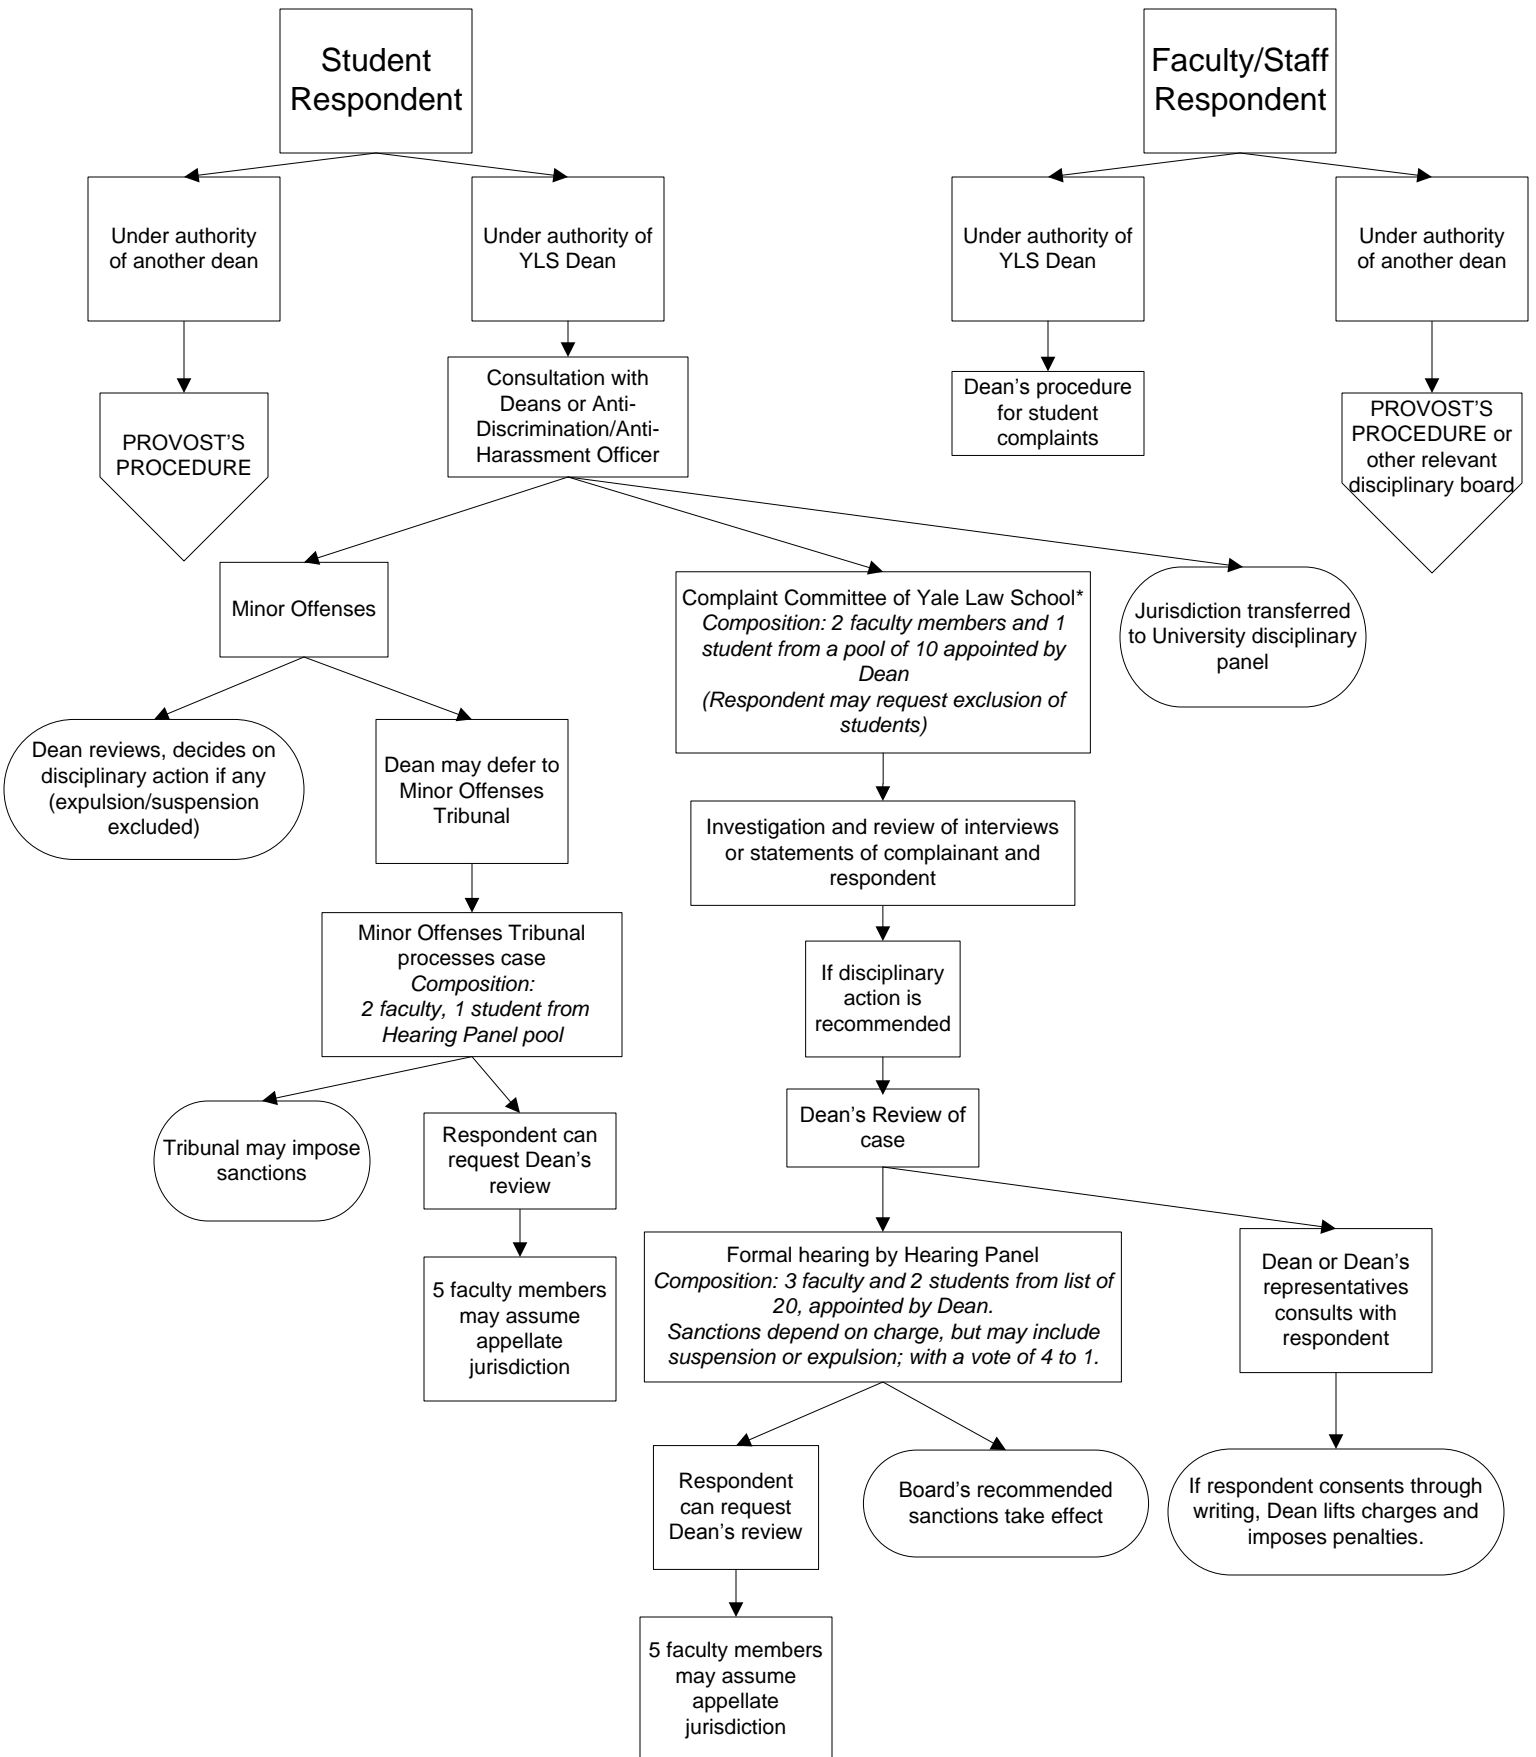 Student
Respondent
Faculty/Staff
Respondent
Under authority
of another dean
Under authority of
YLS Dean
Under authority of
YLS Dean
Under authority
of another dean
PROVOST'S
PROCEDURE
Consultation with
Deans or Anti-
Discrimination/Anti-
Harassment Officer
Dean's procedure
for student
complaints
PROVOST'S
PROCEDURE or
other relevant
disciplinary board
Minor Offenses
Complaint Committee of Yale Law School*
Composition: 2 faculty members and 1
student from a pool of 10 appointed by
Dean
(Respondent may request exclusion of
students)
Jurisdiction transferred
to University disciplinary
panel
Dean reviews, decides on
disciplinary action if any
(expulsion/suspension
excluded)
Dean may defer to
Minor Offenses
Tribunal
Investigation and review of interviews
or statements of complainant and
respondent
Minor Offenses Tribunal
processes case
Composition:
2 faculty, 1 student from
Hearing Panel pool
If disciplinary
action is
recommended
Tribunal may impose
sanctions
Respondent can
request Dean's
review
Dean's Review of
case
5 faculty members
may assume
appellate
jurisdiction
Formal hearing by Hearing Panel
Composition: 3 faculty and 2 students from list of
20, appointed by Dean.
Sanctions depend on charge, but may include
suspension or expulsion; with a vote of 4 to 1.
Dean or Dean's
representatives
consults with
respondent
Respondent
can request
Dean's review
Board's recommended
sanctions take effect
If respondent consents through
writing, Dean lifts charges and
imposes penalties.
5 faculty members
may assume
appellate
jurisdiction